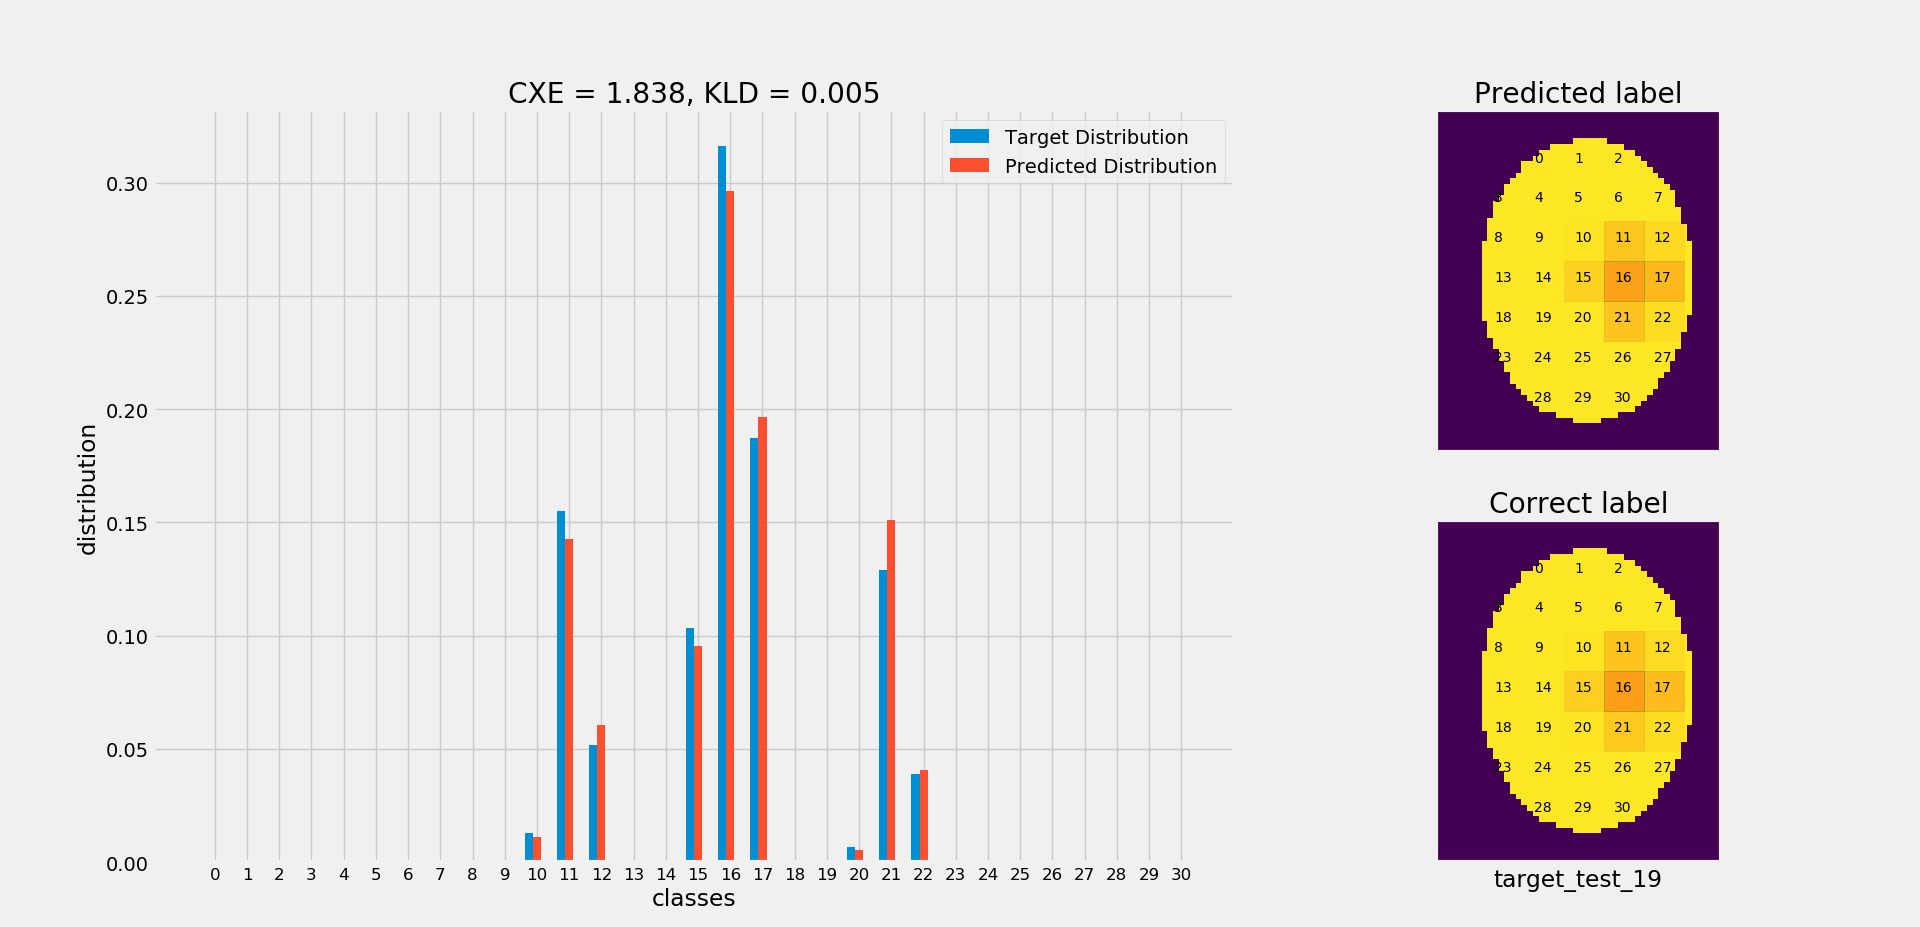 CXE = 1.838, KLD = 0.005
Target Distribution
Predicted Distribution
distribution
0.30
0.25
0.20
0.15
0.10
0.05
0.00
0 1 2 3 4 5 6 7 8 9 10 11 12 13 14 15 16 17 18 19 20 21 22 23 24 25 26 27 28 29 30
classes
Predicted label
0 1 2
3 4 5 6 7
8 9 10 11 12
13 14 15 16 17
18 19 20 21 22
23 24 25 26 27
28 29 30
Correct label
0 1 2
3 4 5 6 7
8 9 10 11 12
13 14 15 16 17
18 19 20 21 22
23 24 25 26 27
28 29 30
target_test_19